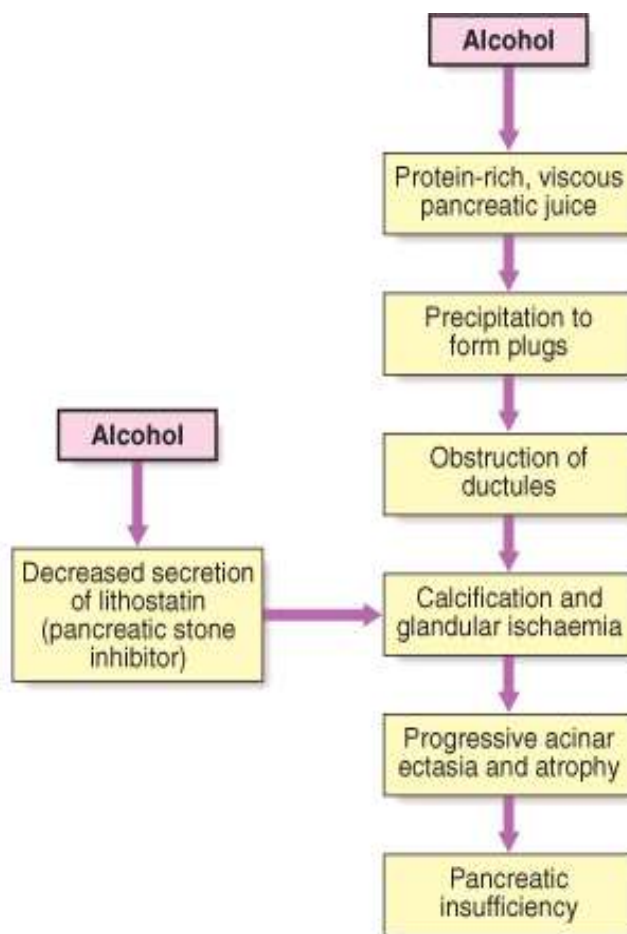 Alcohol
Protein-rich, viscous
pancreatic juice
Precipitation to
form plugs
Obstruction of
ductules
Alcohol
Decreased secretion
of lithostatin
(pancreatic stone
inhibitor)
Calcification and
glandular ischaemia
Progressive acinar
ectasia and atrophy
Pancreatic
insufficiency